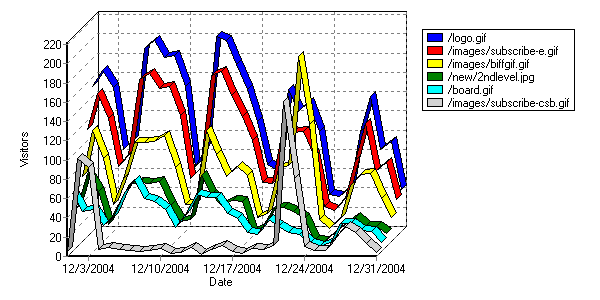 220
200
180
160
140
120
100
80
60
40
20
0
Visitors
12/3/2004 12/10/2004 12/17/2004 12/24/2004 12/31/2004
Date
/logo.gif
/images/subscribe-e.gif
/images/biffgif.gif
/new/2ndlevel.jpg
/board.gif
/images/subscribe-csb.gif